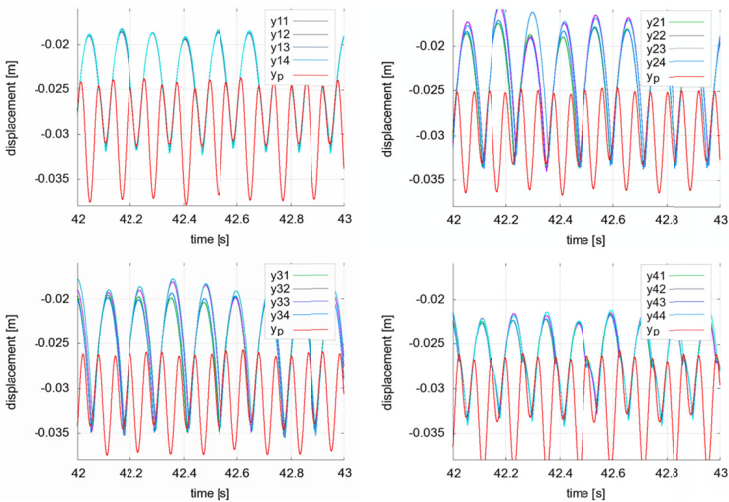 y11
y12
y13
y14
yp
-0.02
-0.025
-0.03
-0.035
displacement [m]
42 42.2 42.4 42.6 42.8 43
time [s]
y21
y22
y23
y24
yp
-0.02
-0.025
-0.03
-0.035
displacement [m]
42 42.2 42.4 42.6 42.8 43
time [s]
y31
y32
y33
y34
yp
-0.02
-0.025
-0.03
-0.035
displacement [m]
42 42.2 42.4 42.6 42.8 43
time [s]
y41
y42
y43
y44
yp
-0.02
-0.025
-0.03
-0.035
displacement [m]
42 42.2 42.4 42.6 42.8 43
time [s]